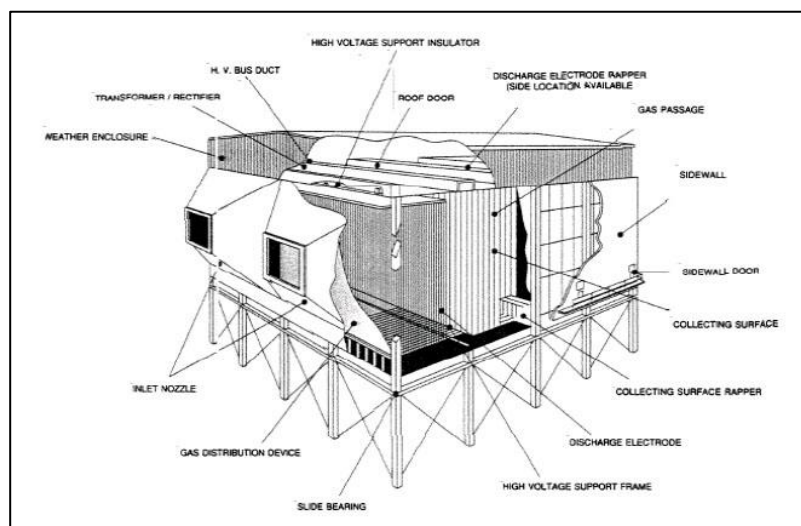 HIGH VOLTAGE SUPPORT INSULATOR
H. V. BUS DUCT
TRANSFORMER / RECTIFIER
WEATHER ENCLOSURE
ROOF DOOR
DISCHARGE ELECTRODE RAPPER
(SIDE LOCATION AVAILABLE
GAS PASSAGE
SIDEWALL
SIDEWALL DOOR
COLLECTING SURFACE
COLLECTING SURFACE RAPPER
DISCHARGE ELECTRODE
HIGH VOLTAGE SUPPORT FRAME
INLET NOZZLE
GAS DISTRIBUTION DEVICE
SLIDE BEARING